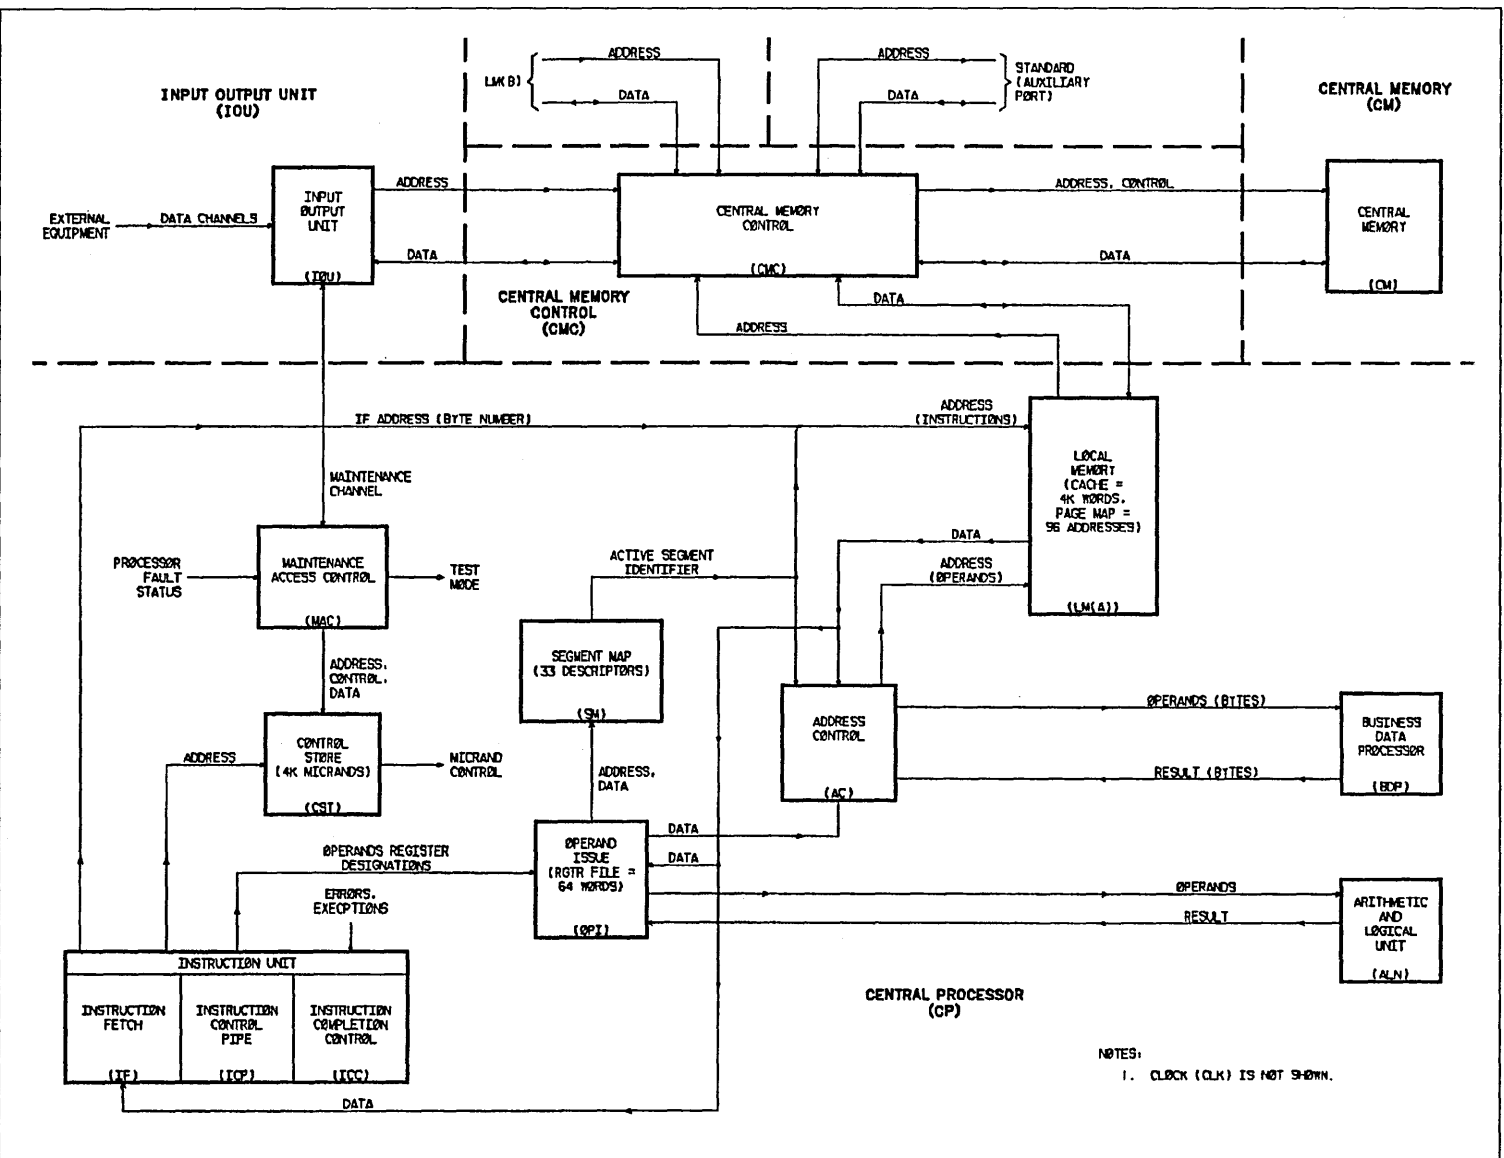 ADDRESS
ADDRESS
LM(B)
STANDARD
(AUXILIARY
PORT)
DATA
DATA
INPUT OUTPUT UNIT
(IOU)
CENTRAL MEMORY
(CM)
INPUT
OUTPUT
UNIT
(IOU)
ADDRESS
EXTERNAL
EQUIPMENT
DATA CHANNELS
DATA
CENTRAL MEMORY
CONTROL
(CMC)
ADDRESS, CONTROL
DATA
CENTRAL
MEMORY
(CM)
CENTRAL MEMORY
CONTROL
(CMC)
DATA
ADDRESS
IF ADDRESS (BYTE NUMBER)
ADDRESS
(INSTRUCTIONS)
LOCAL
MEMORY
(CACHE =
4K WORDS,
PAGE MAP =
96 ADDRESSES)
(LM(A))
MAINTENANCE
CHANNEL
PROCESSOR
FAULT
STATUS
MAINTENANCE
ACCESS CONTROL
(MAC)
TEST
MODE
ACTIVE SEGMENT
IDENTIFIER
DATA
ADDRESS
(OPERANDS)
ADDRESS,
CONTROL,
DATA
SEGMENT MAP
(33 DESCRIPTORS)
(SM)
ADDRESS
CONTROL
STORE
(4K MICRANDS)
(CST)
MICRAND
CONTROL
ADDRESS,
DATA
ADDRESS
CONTROL
(AC)
OPERANDS (BYTES)
RESULT (BYTES)
BUSINESS
DATA
PROCESSOR
(BDP)
OPERANDS REGISTER
DESIGNATIONS
ERRORS,
EXECPTIONS
OPERAND
ISSUE
(RGTR FILE =
64 WORDS)
(OPI)
DATA
DATA
OPERANDS
RESULT
ARITHMETIC
AND
LOGICAL
UNIT
(ALN)
INSTRUCTION UNIT
INSTRUCTION
FETCH
(IF)
INSTRUCTION
CONTROL
PIPE
(ICP)
INSTRUCTION
COMPLETION
CONTROL
(ICC)
DATA
CENTRAL PROCESSOR
(CP)
NOTES:
1. CLOCK (CLK) IS NOT SHOWN.